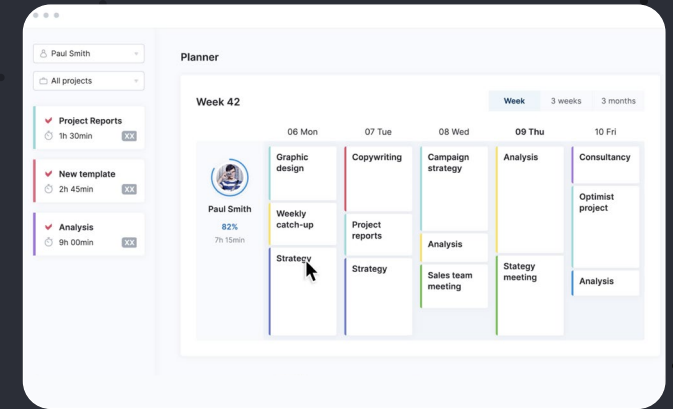 Paul Smith
All projects
Project Reports
1h 30min
XX
New template
2h 45min
XX
Analysis
9h 00min
XX
Planner
Week 42
Week
3 weeks
3 months
06 Mon
07 Tue
08 Wed
09 Thu
10 Fri
Paul Smith
82%
7h 15min
Graphic
design
Weekly
catch-up
Strategy
Copywriting
Project
reports
Strategy
Campaign
strategy
Analysis
Sales team
meeting
Analysis
Stategy
meeting
Consultancy
Optimist
project
Analysis